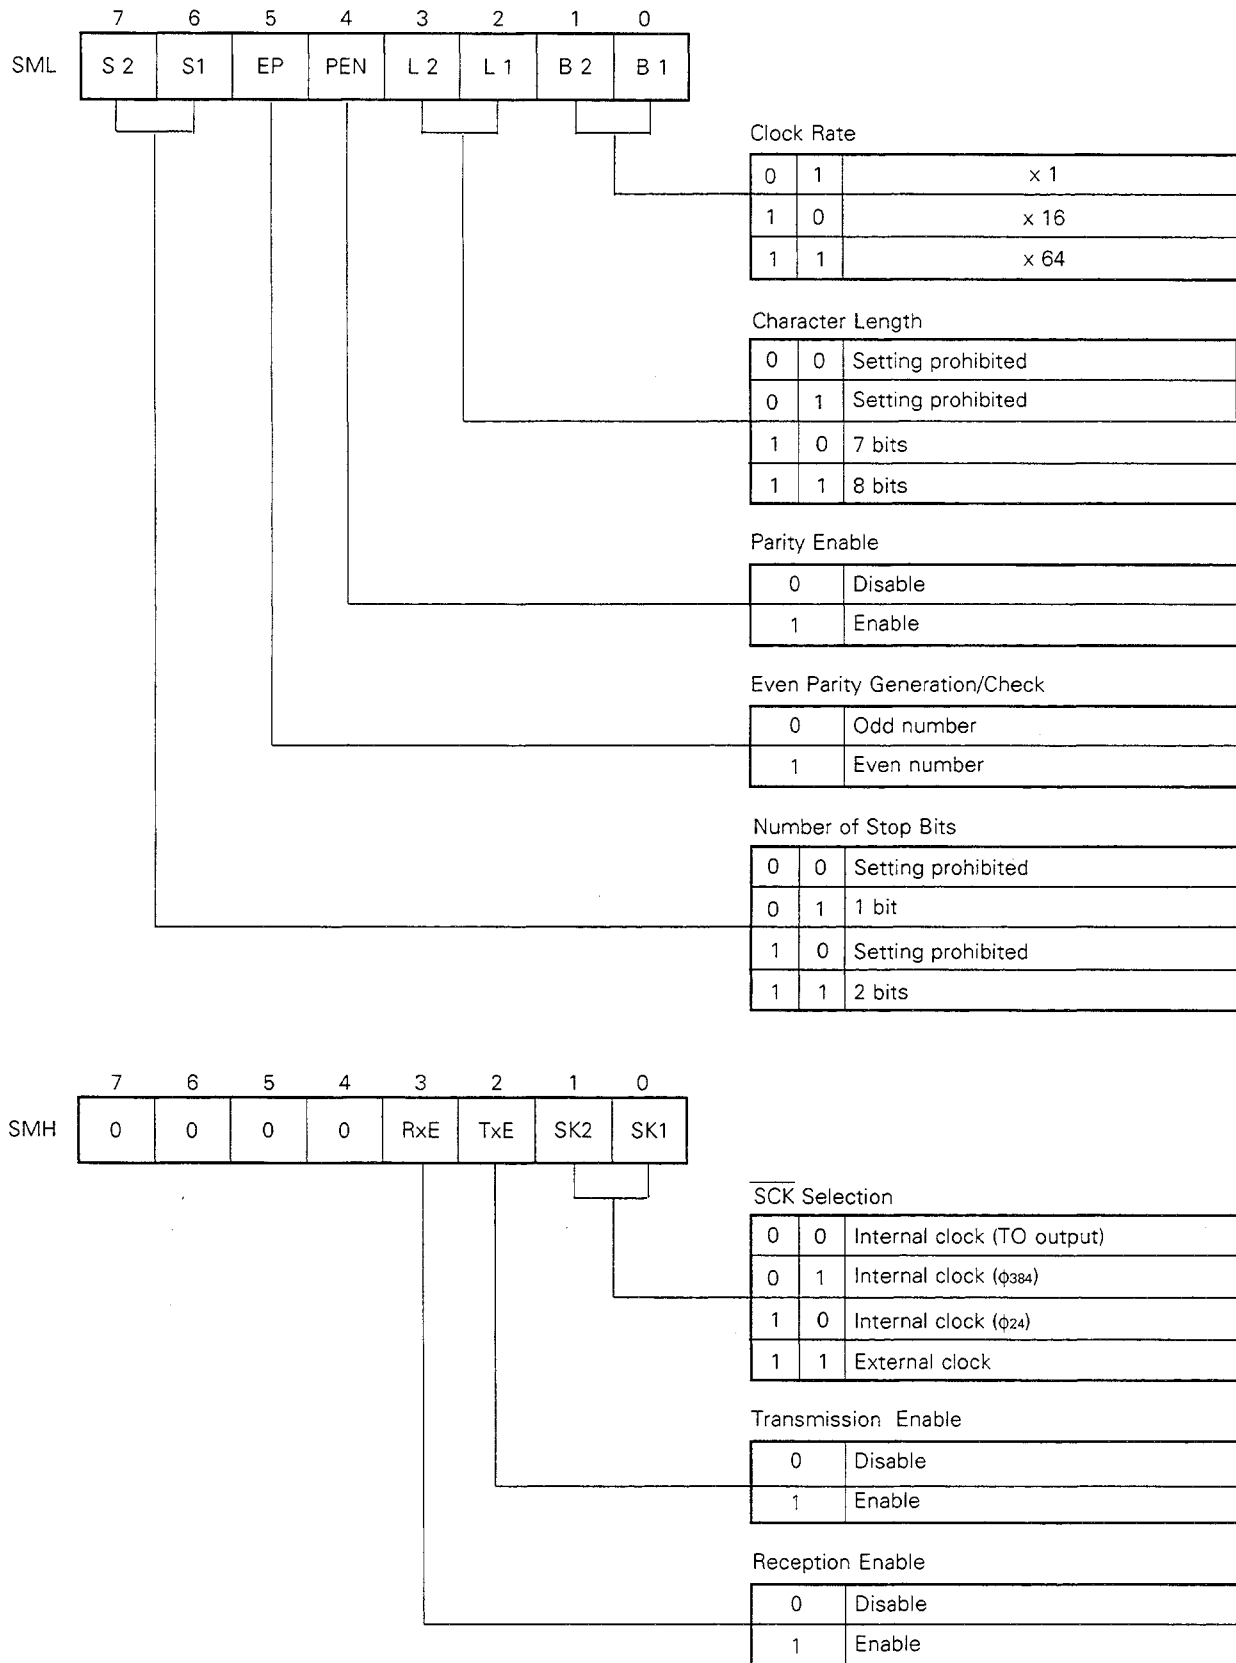 7 6 5 4 3 2 1 0
SML S 2 S1 EP PEN L 2 L 1 B 2 B 1
Clock Rate
0 1 × 1
1 0 × 16
1 1 × 64
Character Length
0 0 Setting prohibited
0 1 Setting prohibited
1 0 7 bits
1 1 8 bits
Parity Enable
0 Disable
1 Enable
Even Parity Generation/Check
0 Odd number
1 Even number
Number of Stop Bits
0 0 Setting prohibited
0 1 1 bit
1 0 Setting prohibited
1 1 2 bits
7 6 5 4 3 2 1 0
SMH 0 0 0 0 RxE TxE SK2 SK1
SCK Selection
0 0 Internal clock (TO output)
0 1 Internal clock (φ384)
1 0 Internal clock (φ24)
1 1 External clock
Transmission Enable
0 Disable
1 Enable
Reception Enable
0 Disable
1 Enable